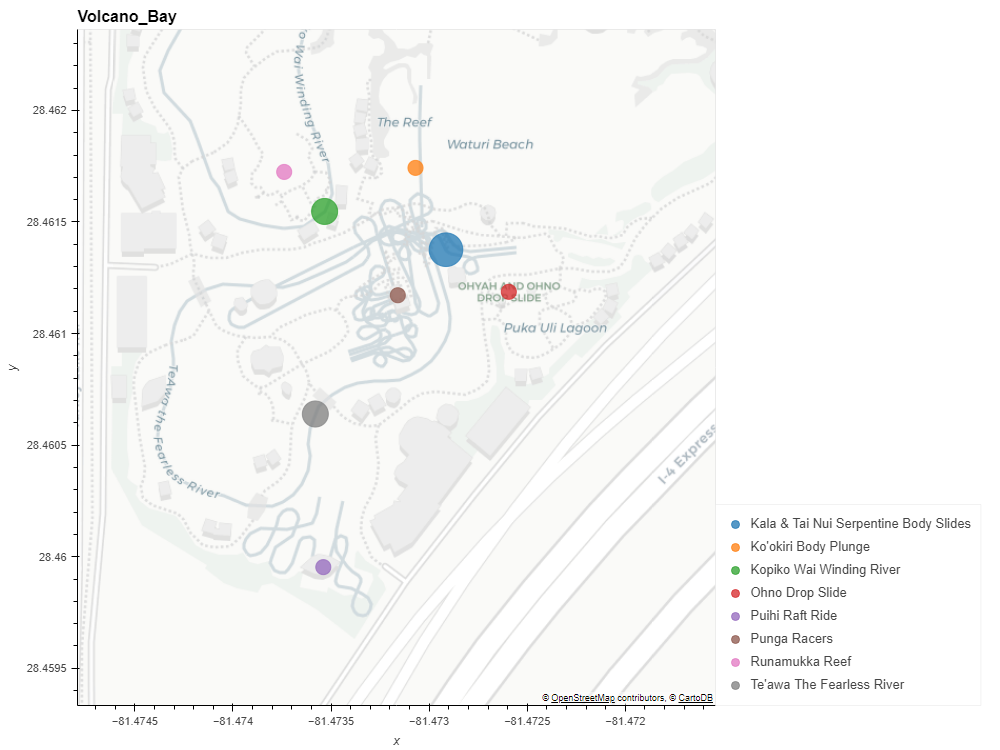 Volcano_Bay
o Wai Winding River
The Reef
Waturi Beach
OHYAH AND OHNO
DROP SLIDE
Puka Uli Lagoon
TeAwa the Fearless River
I-4 Express
© OpenStreetMap contributors, © CartoDB
y
28.462
28.4615
28.461
28.4605
28.46
28.4595
−81.4745
−81.474
−81.4735
−81.473
−81.4725
−81.472
x
Kala & Tai Nui Serpentine Body Slides
Ko'okiri Body Plunge
Kopiko Wai Winding River
Ohno Drop Slide
Puihi Raft Ride
Punga Racers
Runamukka Reef
Te'awa The Fearless River